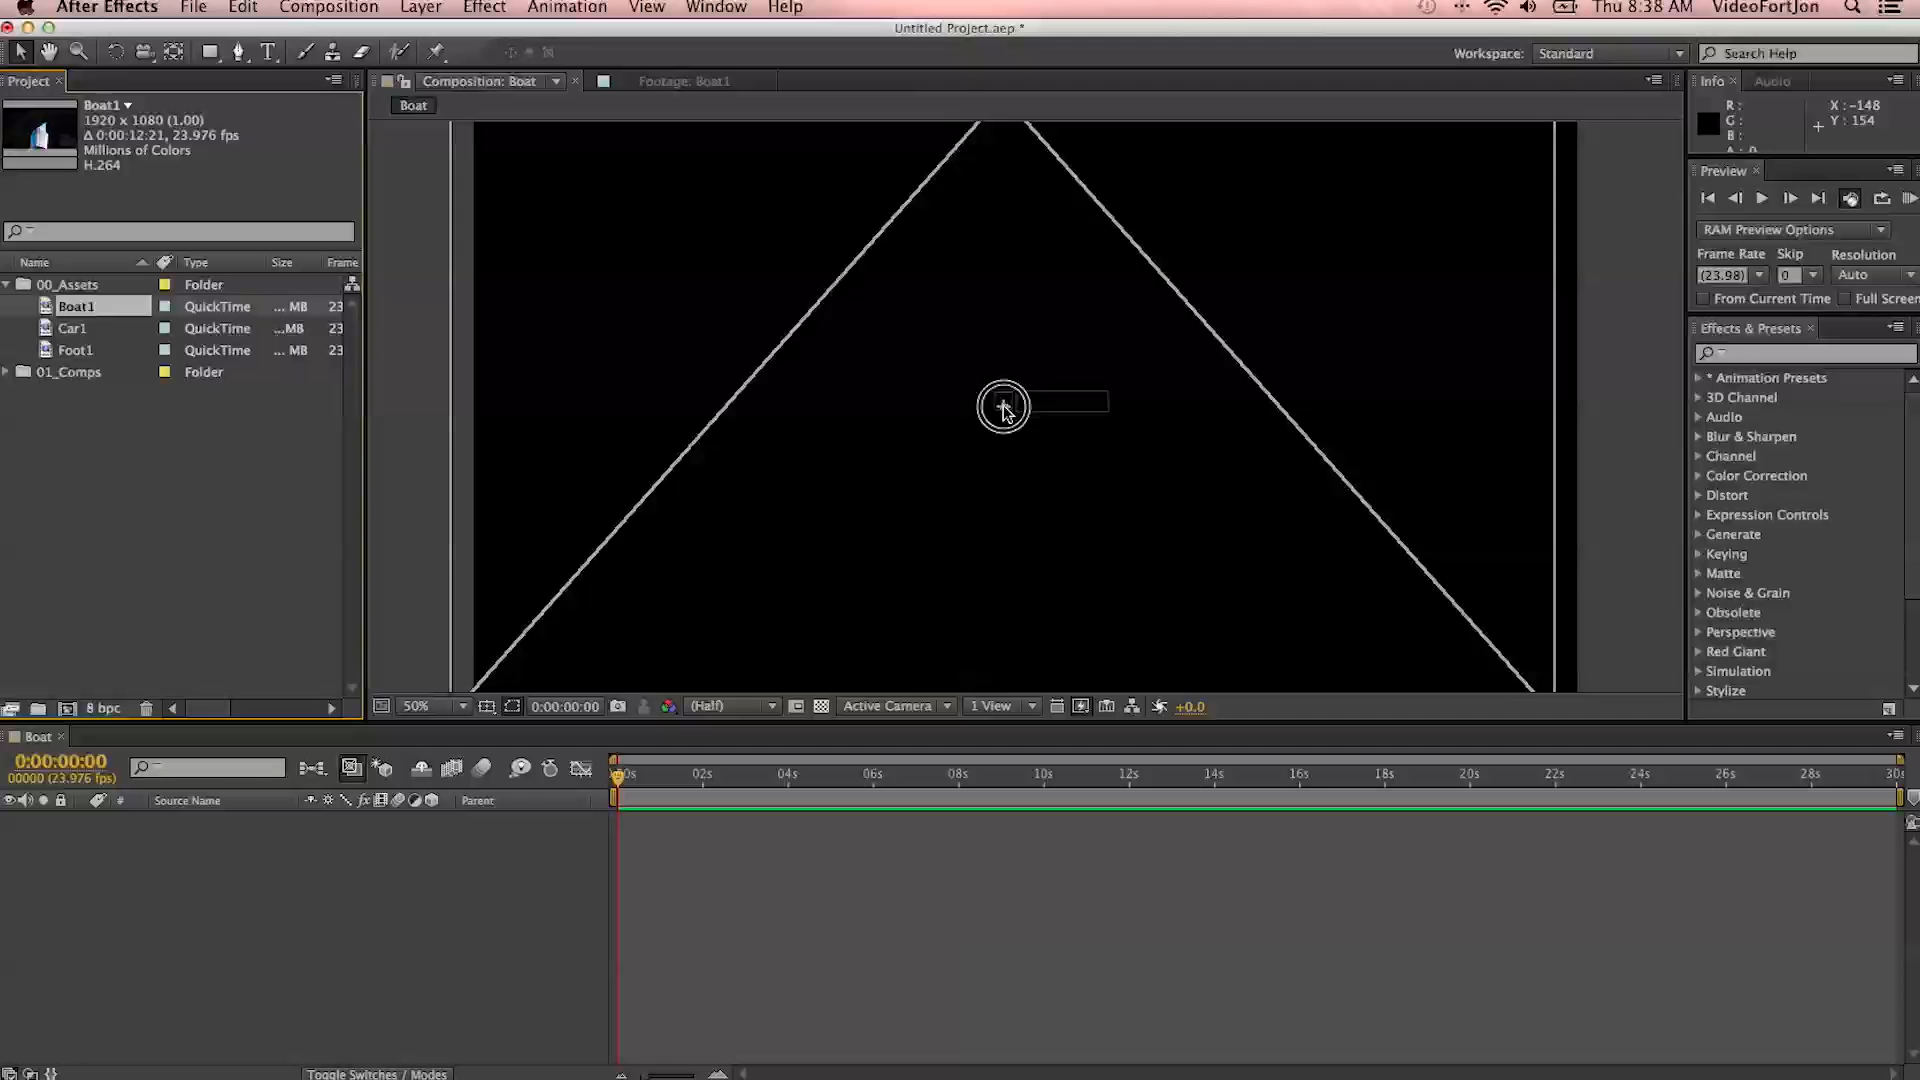 After Effects File Edit Composition Layer Effect Animation View Window Help Thu 8:38 AM VideoFortJon
Untitled Project.aep *
Workspace: Standard Search Help
Project Composition: Boat Footage: Boat1 Info Audio
Boat1
1920 x 1080 (1.00)
Δ 0:00:12:21, 23.976 fps
Millions of Colors
H.264
Boat
R :
G :
B :
A : 0
X : -148
Y : 154
Preview
RAM Preview Options
Frame Rate Skip Resolution
(23.98) 0 Auto
From Current Time Full Screen
Name Type Size Frame
00_Assets Folder
Boat1 QuickTime ... MB 23
Car1 QuickTime ...MB 23
Foot1 QuickTime ... MB 23
01_Comps Folder
Effects & Presets
* Animation Presets
3D Channel
Audio
Blur & Sharpen
Channel
Color Correction
Distort
Expression Controls
Generate
Keying
Matte
Noise & Grain
Obsolete
Perspective
Red Giant
Simulation
Stylize
8 bpc
50% 0:00:00:00 (Half) Active Camera 1 View +0.0
Boat
0:00:00:00
00000 (23.976 fps)
02s 04s 06s 08s 10s 12s 14s 16s 18s 20s 22s 24s 26s 28s 30s
# Source Name fx Parent
Toggle Switches / Modes